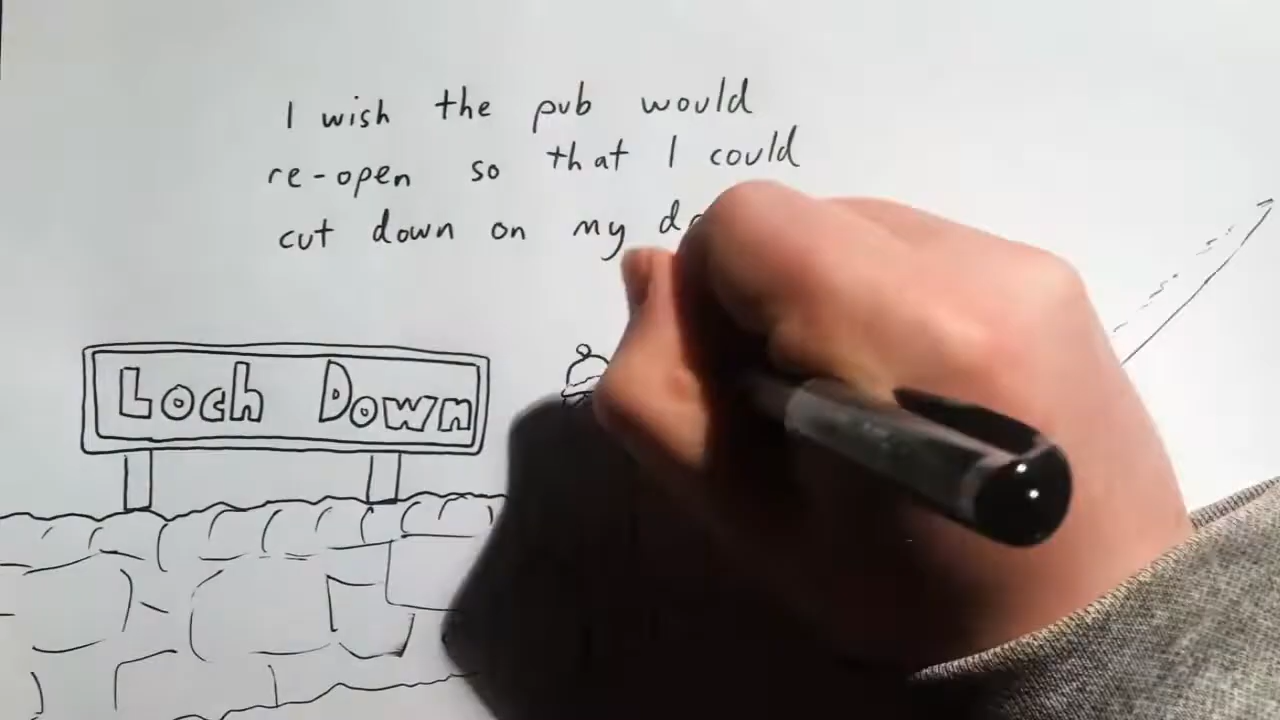 I wish the pub would
re-open so that I could
cut down on my
Loch Down